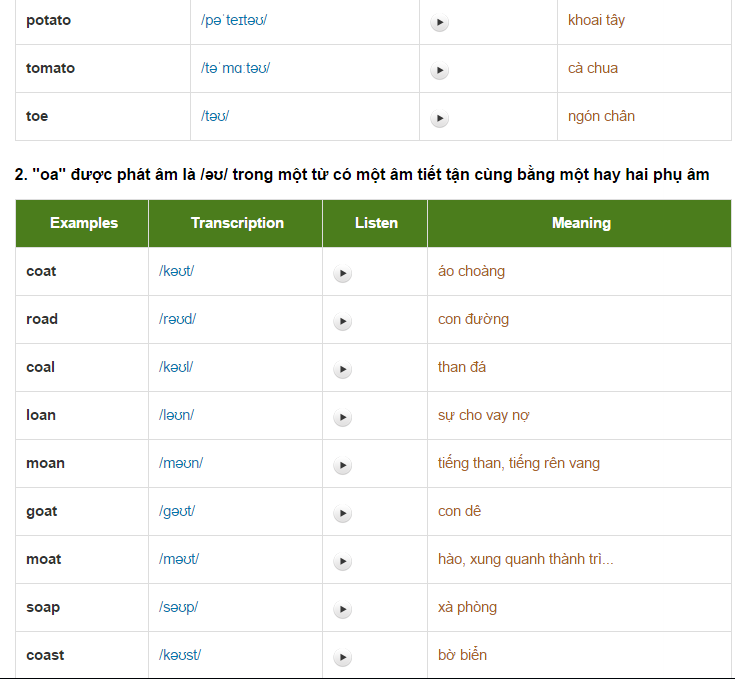 potato /pəˈteɪtəʊ/ khoai tây
tomato /təˈmɑːtəʊ/ cà chua
toe /təʊ/ ngón chân
2. "oa" được phát âm là /əʊ/ trong một từ có một âm tiết tận cùng bằng một hay hai phụ âm
Examples Transcription Listen Meaning
coat /kəʊt/ áo choàng
road /rəʊd/ con đường
coal /kəʊl/ than đá
loan /ləʊn/ sự cho vay nợ
moan /məʊn/ tiếng than, tiếng rên vang
goat /gəʊt/ con dê
moat /məʊt/ hào, xung quanh thành trì...
soap /səʊp/ xà phòng
coast /kəʊst/ bờ biển